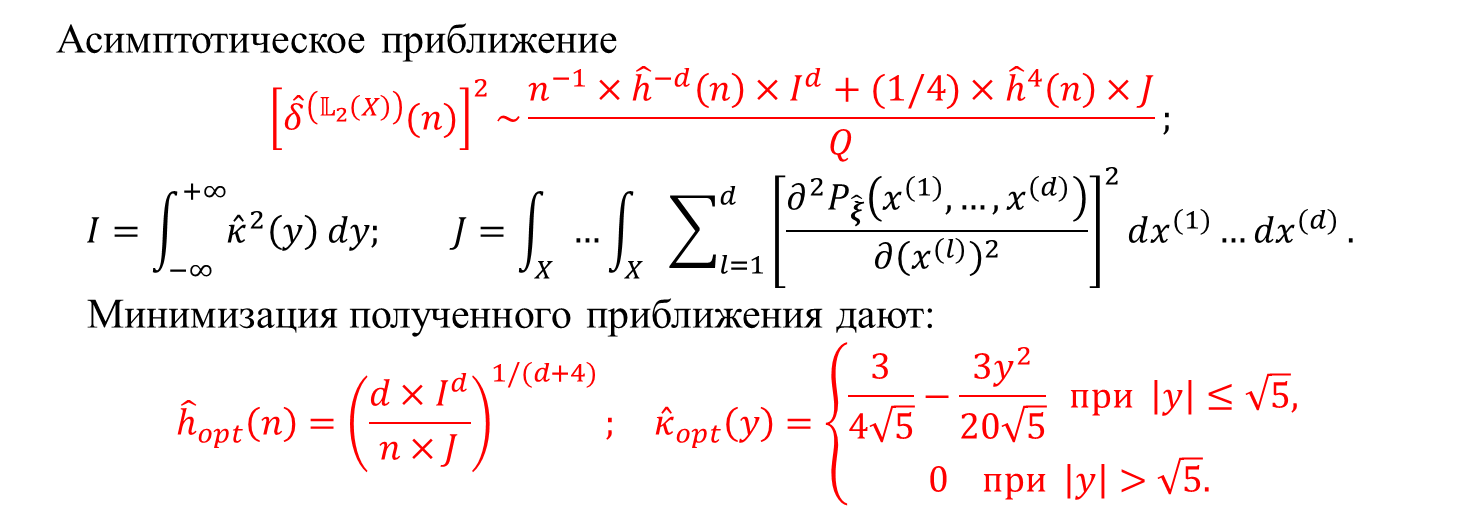 Асимптотическое приближение
[δ̂^(𝕃₂(X))(n)]² ~ (n⁻¹ × ĥ⁻ᵈ(n) × Iᵈ + (1/4) × ĥ⁴(n) × J) / Q ;
I = ∫_{−∞}^{+∞} κ̂²(y) dy; J = ∫_X … ∫_X ∑_{l=1}^{d} [∂²P_ξ̂(x⁽¹⁾, … , x⁽ᵈ⁾) / ∂(x⁽ˡ⁾)²]² dx⁽¹⁾ … dx⁽ᵈ⁾ .
Минимизация полученного приближения дают:
ĥ_opt(n) = ((d × Iᵈ) / (n × J))^{1/(d+4)} ; κ̂_opt(y) = { 3/(4√5) − 3y²/(20√5) при |y| ≤ √5,
0 при |y| > √5.